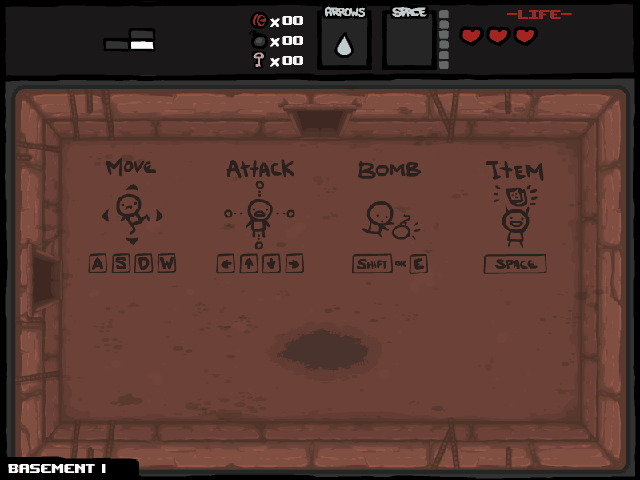 x00
x00
x00
ARROWS
SPACE
-LIFE-
MOVE
ATTACK
BOMB
ITEM
A S D W
SHIFT OR E
SPACE
BASEMENT I